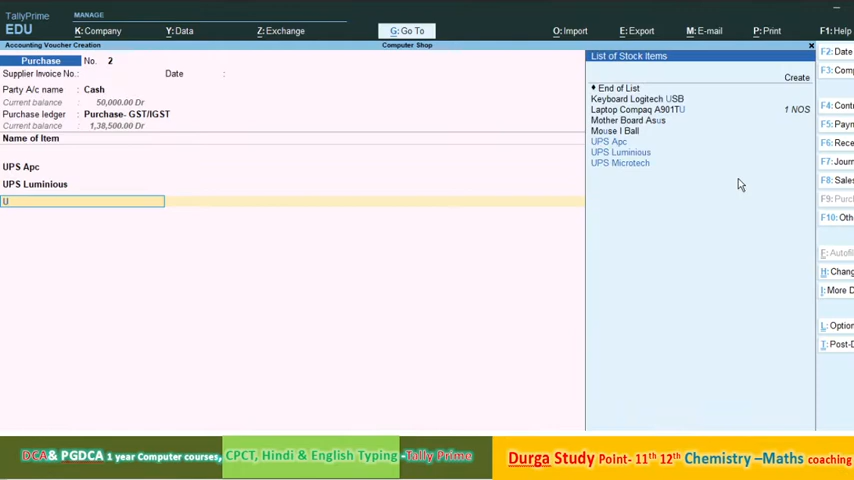 TallyPrime
EDU
MANAGE
K:Company
Y:Data
Z:Exchange
G:Go To
O:Import
E:Export
M:E-mail
P:Print
F1:Help
Accounting Voucher Creation
Computer Shop
Purchase No. 2
Supplier Invoice No.: Date :
Party A/c name : Cash
Current balance : 50,000.00 Dr
Purchase ledger : Purchase- GST/IGST
Current balance : 1,38,500.00 Dr
Name of Item
UPS Apc
UPS Luminious
U
List of Stock Items
Create
♦ End of List
Keyboard Logitech USB
Laptop Compaq A901TU 1 NOS
Mother Board Asus
Mouse I Ball
UPS Apc
UPS Luminious
UPS Microtech
F2: Date
F3: Comp
F4: Contr
F5: Paym
F6: Rece
F7: Journ
F8: Sales
F9: Purc
F10: Oth
E: Autofil
H: Chang
I: More D
L: Option
T: Post-D
DCA& PGDCA 1 year Computer courses, CPCT, Hindi & English Typing -Tally Prime
Durga Study Point- 11th 12th Chemistry –Maths coaching